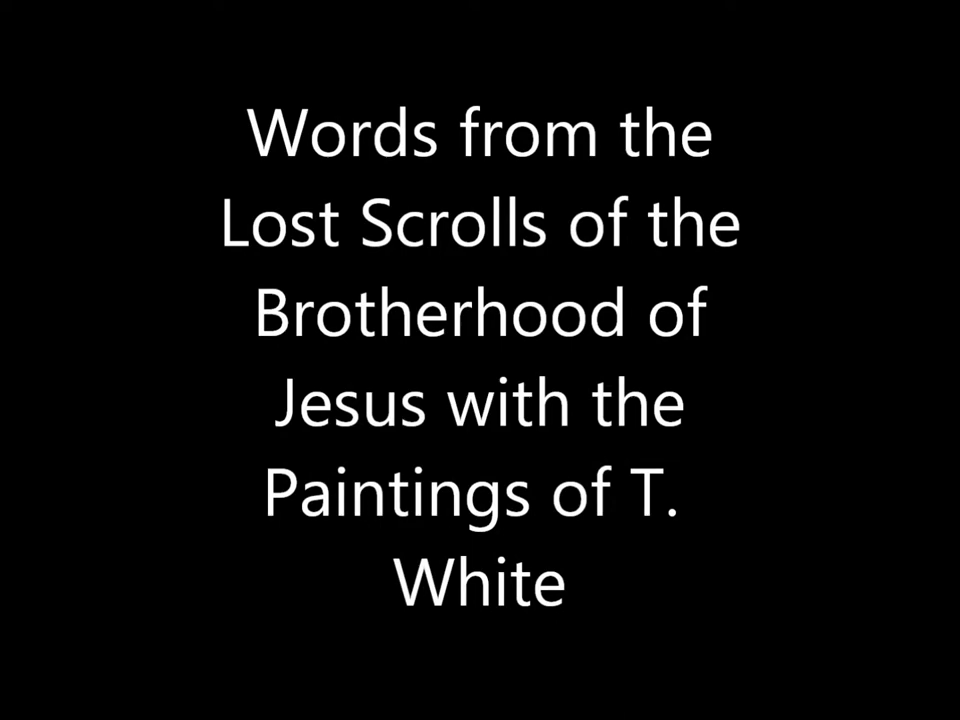 Words from the
Lost Scrolls of the
Brotherhood of
Jesus with the
Paintings of T.
White